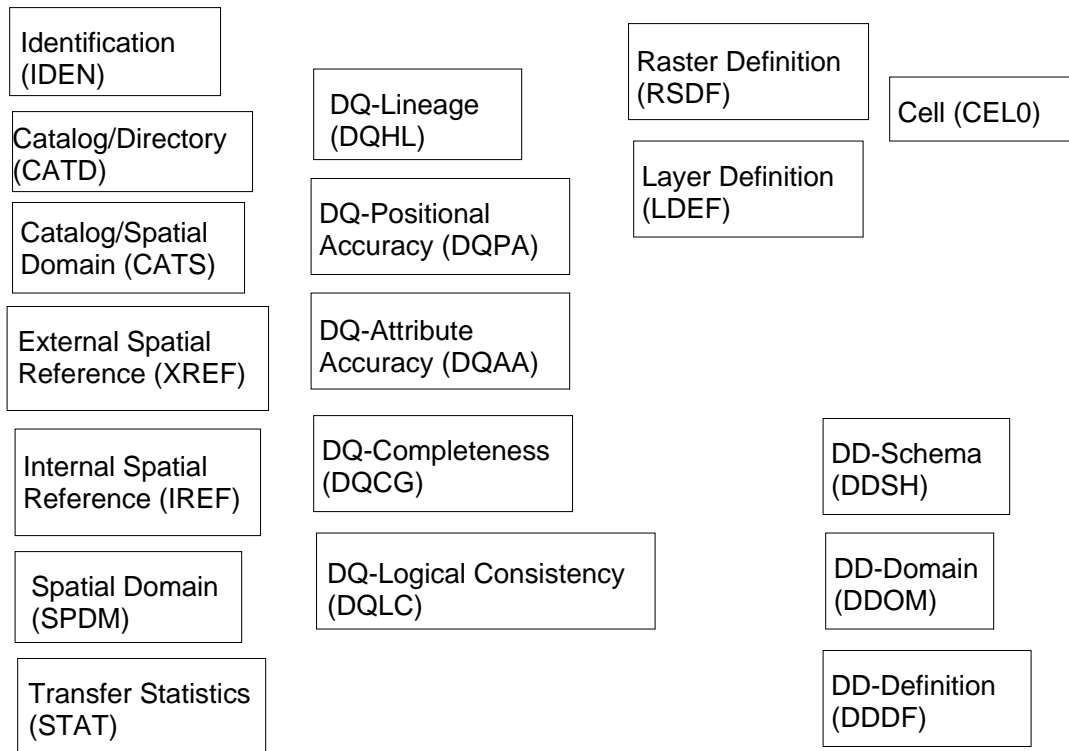 Identification
(IDEN)
Catalog/Directory
(CATD)
Catalog/Spatial
Domain (CATS)
External Spatial
Reference (XREF)
Internal Spatial
Reference (IREF)
Spatial Domain
(SPDM)
Transfer Statistics
(STAT)
DQ-Lineage
(DQHL)
DQ-Positional
Accuracy (DQPA)
DQ-Attribute
Accuracy (DQAA)
DQ-Completeness
(DQCG)
DQ-Logical Consistency
(DQLC)
Raster Definition
(RSDF)
Layer Definition
(LDEF)
Cell (CEL0)
DD-Schema
(DDSH)
DD-Domain
(DDOM)
DD-Definition
(DDDF)